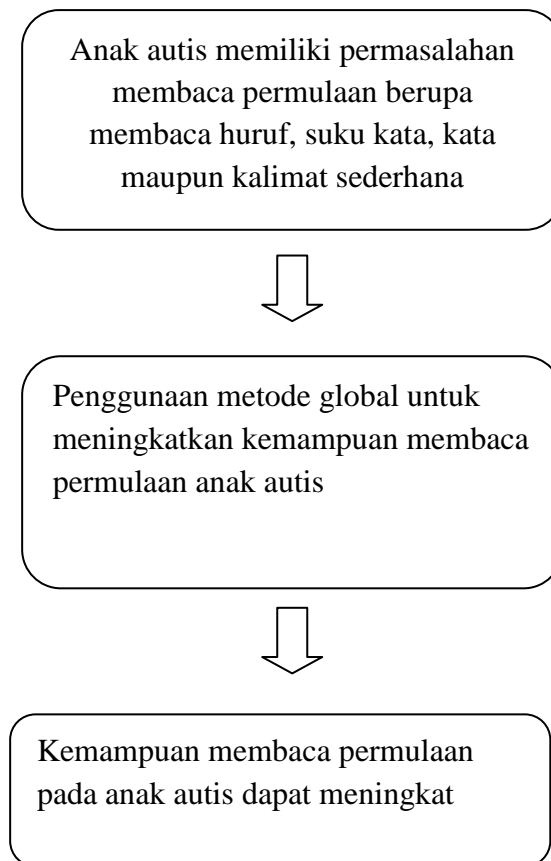 Anak autis memiliki permasalahan
membaca permulaan berupa
membaca huruf, suku kata, kata
maupun kalimat sederhana
Penggunaan metode global untuk
meningkatkan kemampuan membaca
permulaan anak autis
Kemampuan membaca permulaan
pada anak autis dapat meningkat